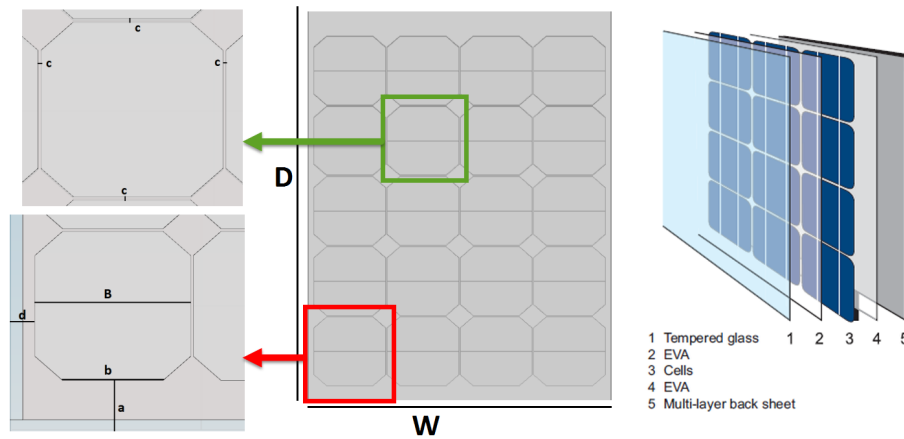 c
c
c
c
B
d
b
a
D
W
1 2 3 4 5
1 Tempered glass
2 EVA
3 Cells
4 EVA
5 Multi-layer back sheet